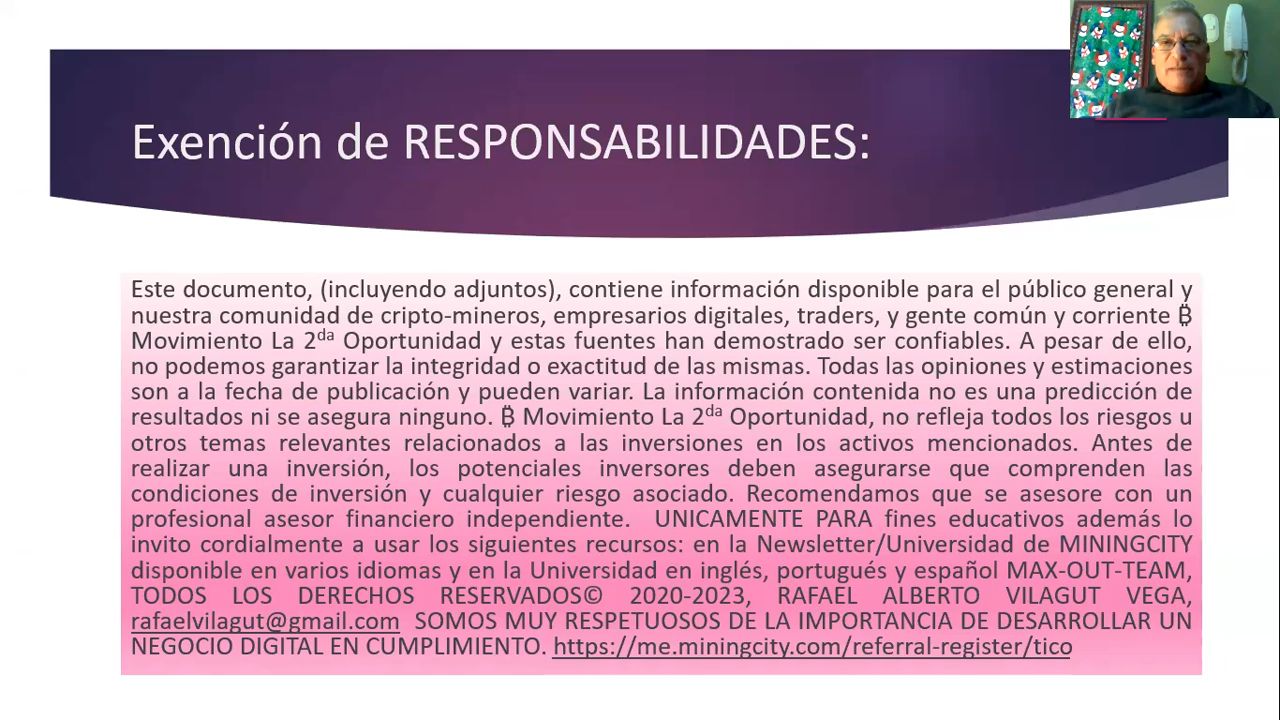 Exención de RESPONSABILIDADES:
Este documento, (incluyendo adjuntos), contiene información disponible para el público general y
nuestra comunidad de cripto-mineros, empresarios digitales, traders, y gente común y corriente ₿
Movimiento La 2da Oportunidad y estas fuentes han demostrado ser confiables. A pesar de ello,
no podemos garantizar la integridad o exactitud de las mismas. Todas las opiniones y estimaciones
son a la fecha de publicación y pueden variar. La información contenida no es una predicción de
resultados ni se asegura ninguno. ₿ Movimiento La 2da Oportunidad, no refleja todos los riesgos u
otros temas relevantes relacionados a las inversiones en los activos mencionados. Antes de
realizar una inversión, los potenciales inversores deben asegurarse que comprenden las
condiciones de inversión y cualquier riesgo asociado. Recomendamos que se asesore con un
profesional asesor financiero independiente. UNICAMENTE PARA fines educativos además lo
invito cordialmente a usar los siguientes recursos: en la Newsletter/Universidad de MININGCITY
disponible en varios idiomas y en la Universidad en inglés, portugués y español MAX-OUT-TEAM,
TODOS LOS DERECHOS RESERVADOS© 2020-2023, RAFAEL ALBERTO VILAGUT VEGA,
rafaelvilagut@gmail.com SOMOS MUY RESPETUOSOS DE LA IMPORTANCIA DE DESARROLLAR UN
NEGOCIO DIGITAL EN CUMPLIMIENTO. https://me.miningcity.com/referral-register/tico